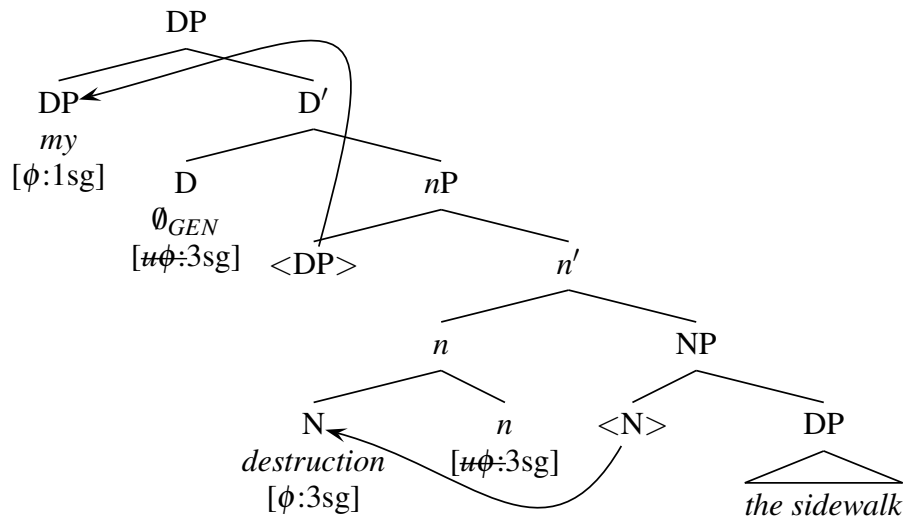 DP
DP D′
my
[ϕ:1sg]
D nP
∅GEN
[uϕ:3sg] <DP> n′
n NP
N n <N> DP
destruction [uϕ:3sg]
[ϕ:3sg] the sidewalk